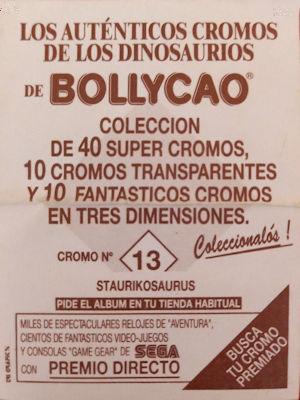 LOS AUTÉNTICOS CROMOS
DE LOS DINOSAURIOS
DE BOLLYCAO®
COLECCION
DE 40 SUPER CROMOS,
10 CROMOS TRANSPARENTES
Y 10 FANTASTICOS CROMOS
EN TRES DIMENSIONES.
Coleccionalós!
CROMO Nº 13
STAURIKOSAURUS
PIDE EL ALBUM EN TU TIENDA HABITUAL
MILES DE ESPECTACULARES RELOJES DE "AVENTURA",
CIENTOS DE FANTASTICOS VIDEO-JUEGOS
Y CONSOLAS "GAME GEAR" DE SEGA
CON PREMIO DIRECTO
BUSCA
TU CROMO
PREMIADO